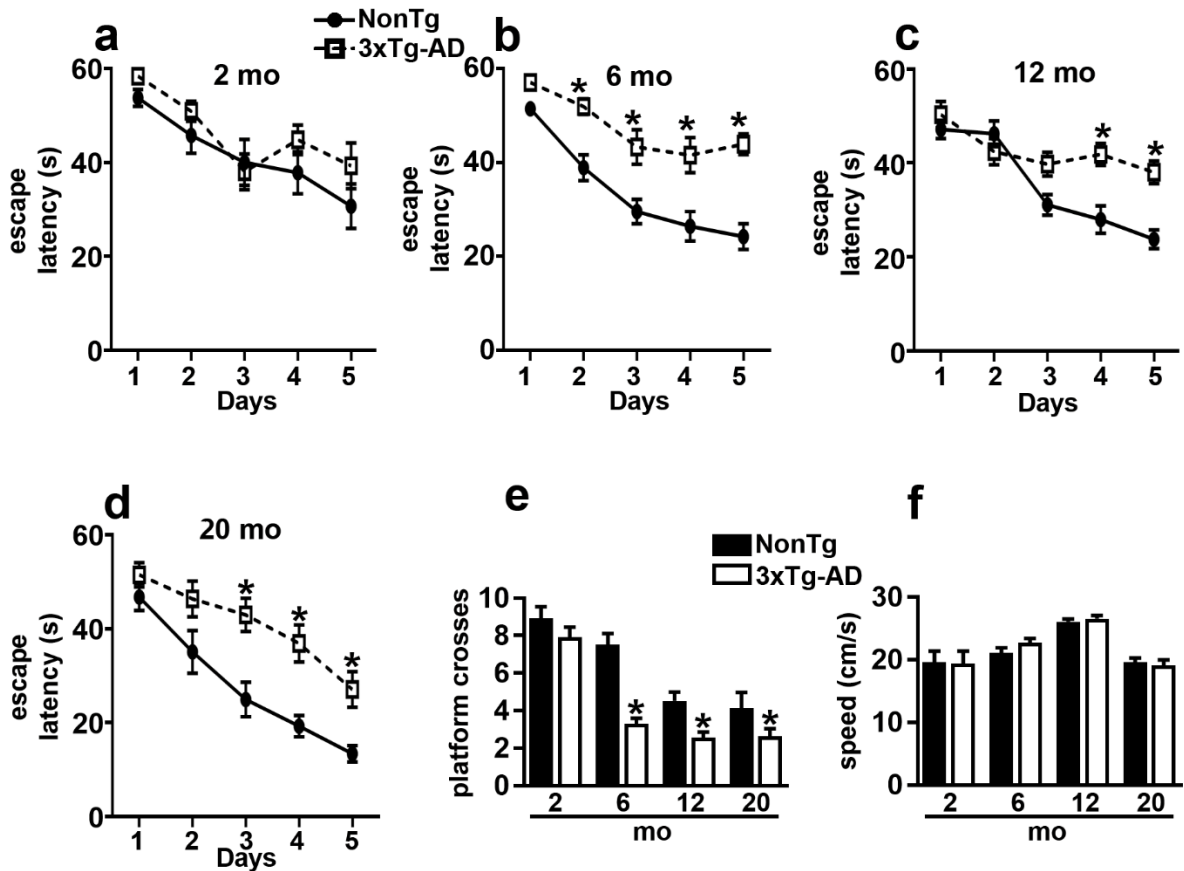 a
NonTg
3xTg-AD
2 mo
escape
latency (s)
60
40
20
0
1 2 3 4 5
Days
b
6 mo
escape
latency (s)
60
40
20
0
* * * *
1 2 3 4 5
Days
c
12 mo
escape
latency (s)
60
40
20
0
* *
1 2 3 4 5
Days
d
20 mo
escape
latency (s)
60
40
20
0
* * *
1 2 3 4 5
Days
e
NonTg
3xTg-AD
platform crosses
10
8
6
4
2
0
* * *
2 6 12 20
mo
f
speed (cm/s)
30
20
10
0
2 6 12 20
mo